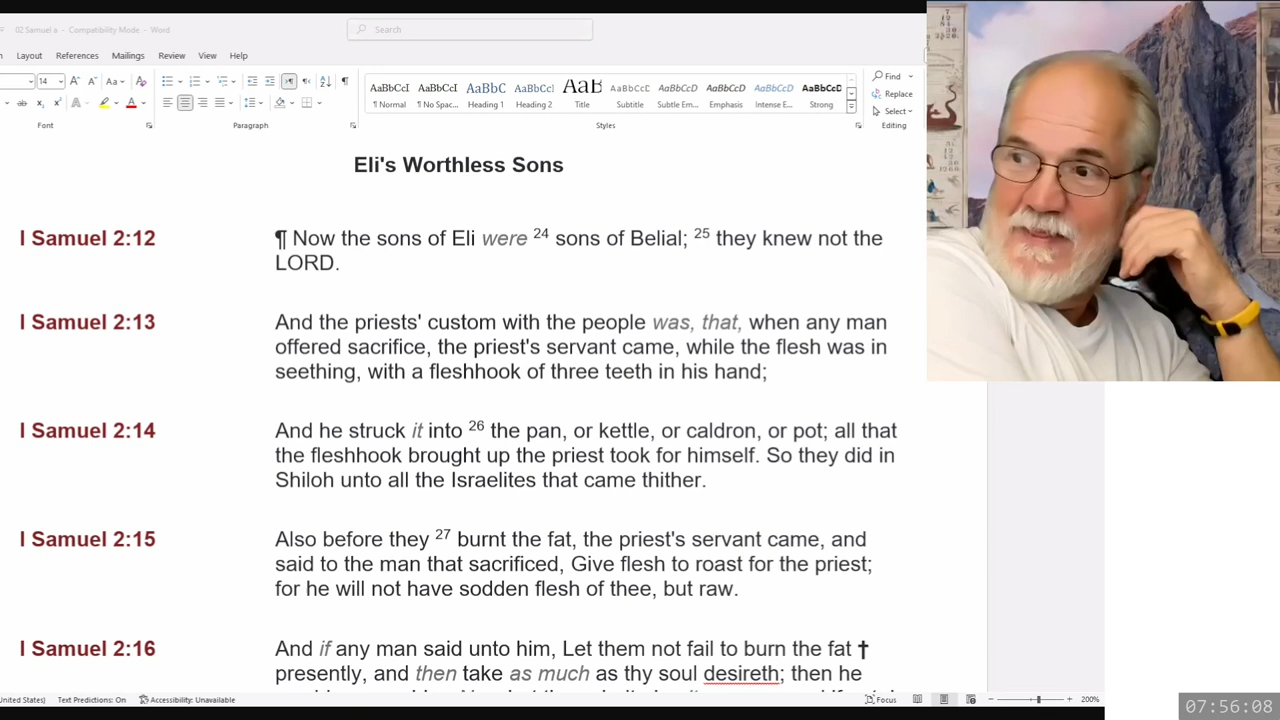 02 Samuel a - Compatibility Mode - Word
Search
Layout References Mailings Review View Help
14
Find
Replace
Select
AaBbCcI AaBbCcI AaBbC AaBbCcI AaB AaBbCcD AaBbCcD AaBbCcD AaBbCcD AaBbCcD
¶ Normal ¶ No Spac... Heading 1 Heading 2 Title Subtitle Subtle Em... Emphasis Intense E... Strong
Font Paragraph Styles Editing
Eli's Worthless Sons
I Samuel 2:12 ¶ Now the sons of Eli were 24 sons of Belial; 25 they knew not the
LORD.
I Samuel 2:13 And the priests' custom with the people was, that, when any man
offered sacrifice, the priest's servant came, while the flesh was in
seething, with a fleshhook of three teeth in his hand;
I Samuel 2:14 And he struck it into 26 the pan, or kettle, or caldron, or pot; all that
the fleshhook brought up the priest took for himself. So they did in
Shiloh unto all the Israelites that came thither.
I Samuel 2:15 Also before they 27 burnt the fat, the priest's servant came, and
said to the man that sacrificed, Give flesh to roast for the priest;
for he will not have sodden flesh of thee, but raw.
I Samuel 2:16 And if any man said unto him, Let them not fail to burn the fat †
presently, and then take as much as thy soul desireth; then he
United States) Text Predictions: On Accessibility: Unavailable Focus 200%
07:56:08